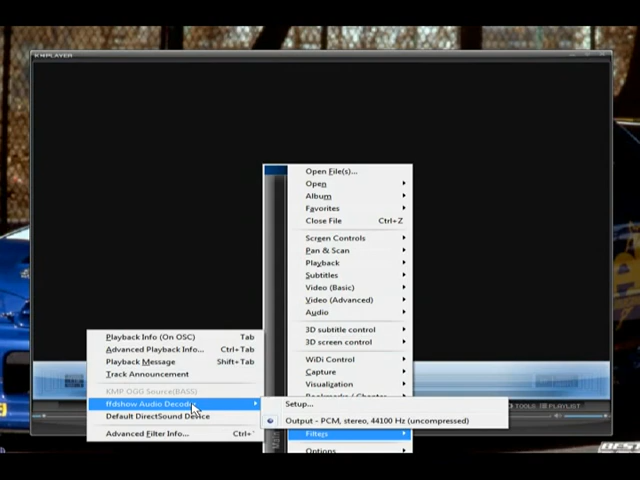 KMPLAYER
Open File(s)...
Open
Album
Favorites
Close File Ctrl+Z
Screen Controls
Pan & Scan
Playback
Subtitles
Video (Basic)
Video (Advanced)
Audio
3D subtitle control
3D screen control
WiDi Control
Capture
Visualization
Filters
Options
Playback Info (On OSC) Tab
Advanced Playback Info... Ctrl+Tab
Playback Message Shift+Tab
Track Announcement
KMP OGG Source(BASS)
ffdshow Audio Decoder
Default DirectSound Device
Advanced Filter Info... Ctrl+`
Setup...
Output - PCM, stereo, 44100 Hz (uncompressed)
TOOLS PLAYLIST
BEST